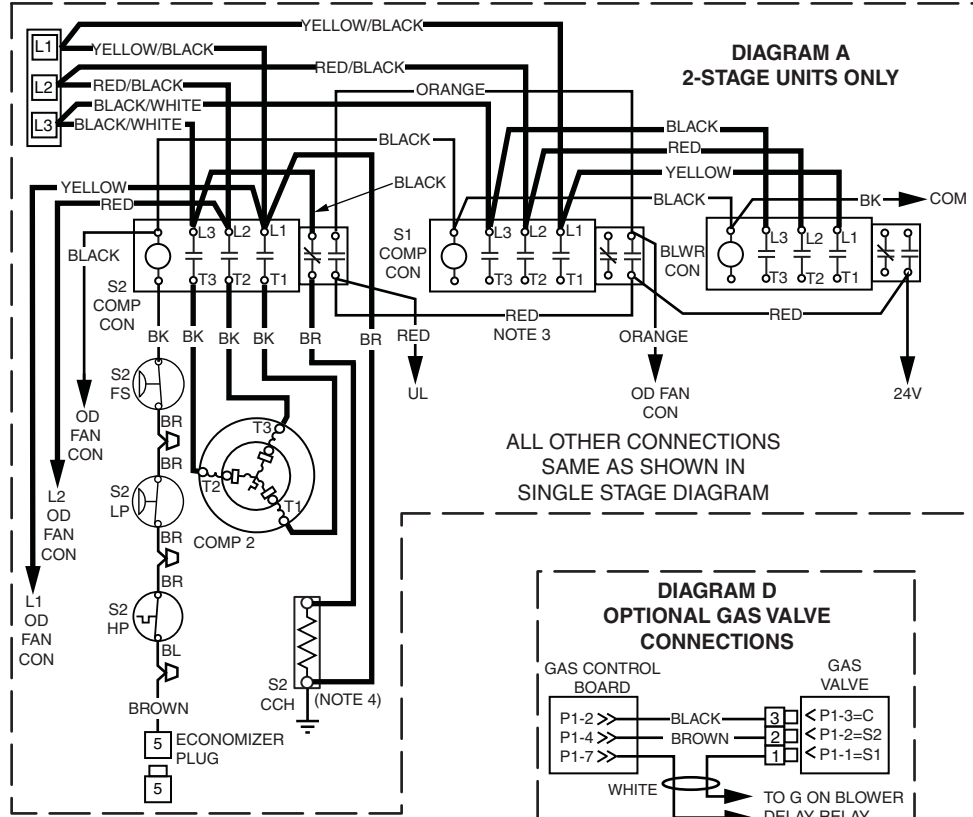 DIAGRAM A
2-STAGE UNITS ONLY
L1
L2
L3
YELLOW/BLACK
YELLOW/BLACK
RED/BLACK
RED/BLACK
ORANGE
BLACK/WHITE
BLACK/WHITE
BLACK
BLACK
RED
YELLOW
BLACK
YELLOW
RED
BLACK
BK
COM
BLACK
S2
COMP
CON
L3
L2
L1
T3
T2
T1
S1
COMP
CON
L3
L2
L1
T3
T2
T1
BLWR
CON
L3
L2
L1
T3
T2
T1
BK
BK
BK
BK
BR
BR
RED
RED
NOTE 3
ORANGE
RED
UL
OD FAN
CON
24V
S2
FS
OD
FAN
CON
BR
BR
T3
T2
T1
COMP 2
L2
OD
FAN
CON
S2
LP
BR
BR
L1
OD
FAN
CON
S2
HP
BL
BROWN
5
ECONOMIZER
PLUG
5
S2
CCH
(NOTE 4)
ALL OTHER CONNECTIONS
SAME AS SHOWN IN
SINGLE STAGE DIAGRAM
DIAGRAM D
OPTIONAL GAS VALVE
CONNECTIONS
GAS CONTROL
BOARD
GAS
VALVE
P1-2
BLACK
3
P1-3=C
P1-4
BROWN
2
P1-2=S2
P1-7
1
P1-1=S1
WHITE
TO G ON BLOWER
DELAY RELAY